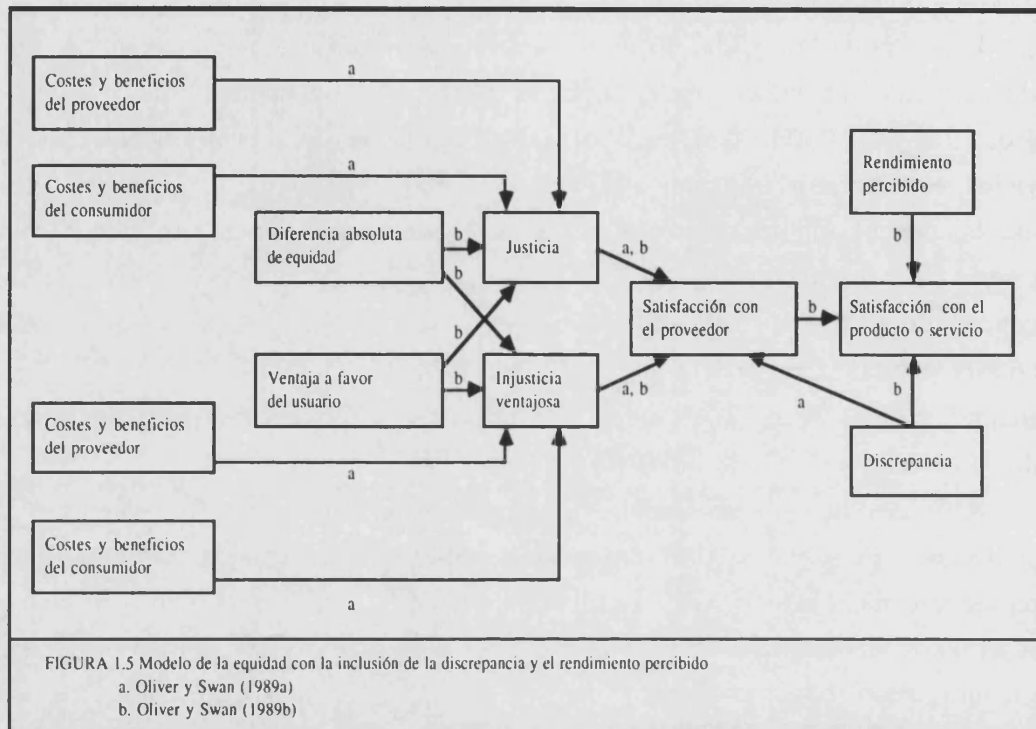 Costes y beneficios
del proveedor
a
Costes y beneficios
del consumidor
a
Rendimiento
percibido
b
Diferencia absoluta
de equidad
b
b
Justicia
a, b
Satisfacción con
el proveedor
b
Satisfacción con el
producto o servicio
Ventaja a favor
del usuario
b
b
Injusticia
ventajosa
a, b
a
b
Discrepancia
Costes y beneficios
del proveedor
a
Costes y beneficios
del consumidor
a
FIGURA 1.5 Modelo de la equidad con la inclusión de la discrepancia y el rendimiento percibido
a. Oliver y Swan (1989a)
b. Oliver y Swan (1989b)